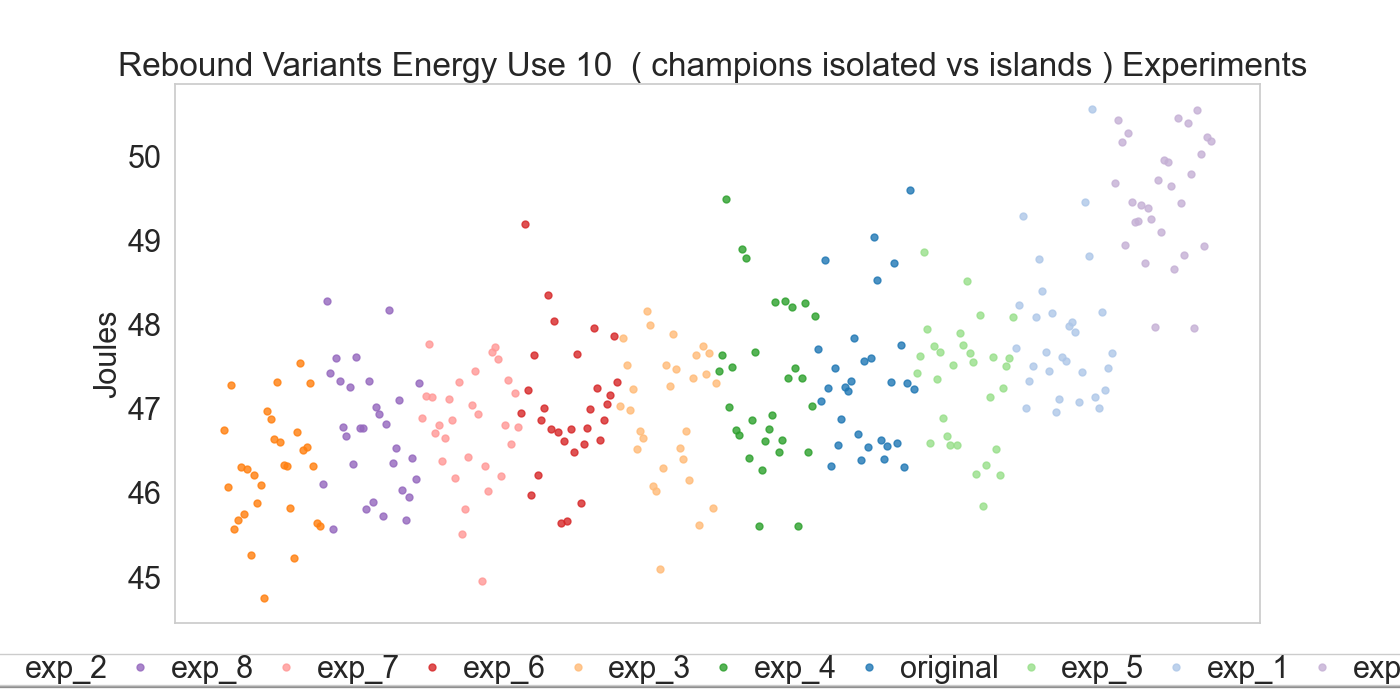 Rebound Variants Energy Use 10 ( champions isolated vs islands ) Experiments
50
49
48
47
46
45
Joules
exp_2 exp_8 exp_7 exp_6 exp_3 exp_4 original exp_5 exp_1 exp